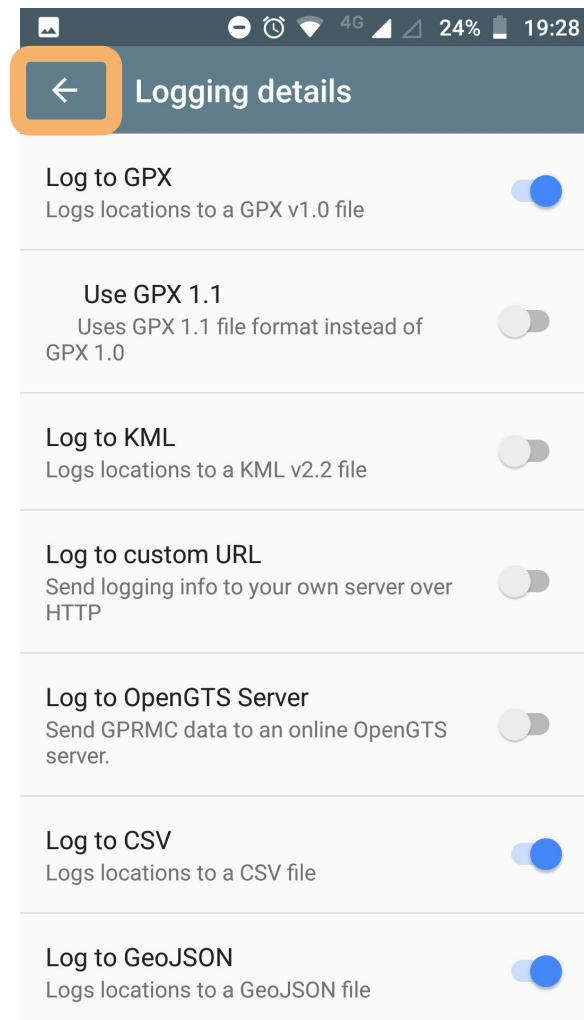 4G 24% 19:28
Logging details
Log to GPX
Logs locations to a GPX v1.0 file
Use GPX 1.1
Uses GPX 1.1 file format instead of
GPX 1.0
Log to KML
Logs locations to a KML v2.2 file
Log to custom URL
Send logging info to your own server over
HTTP
Log to OpenGTS Server
Send GPRMC data to an online OpenGTS
server.
Log to CSV
Logs locations to a CSV file
Log to GeoJSON
Logs locations to a GeoJSON file